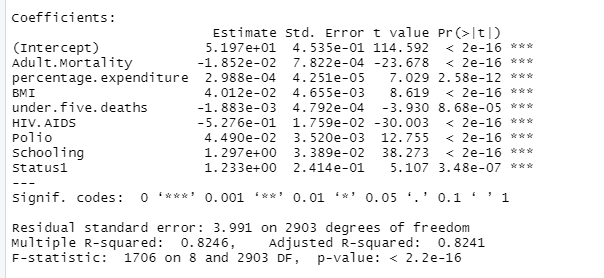 Coefficients:
Estimate Std. Error t value Pr(>|t|)
(Intercept) 5.197e+01 4.535e-01 114.592 < 2e-16 ***
Adult.Mortality -1.852e-02 7.822e-04 -23.678 < 2e-16 ***
percentage.expenditure 2.988e-04 4.251e-05 7.029 2.58e-12 ***
BMI 4.012e-02 4.655e-03 8.619 < 2e-16 ***
under.five.deaths -1.883e-03 4.792e-04 -3.930 8.68e-05 ***
HIV.AIDS -5.276e-01 1.759e-02 -30.003 < 2e-16 ***
Polio 4.490e-02 3.520e-03 12.755 < 2e-16 ***
Schooling 1.297e+00 3.389e-02 38.273 < 2e-16 ***
Status1 1.233e+00 2.414e-01 5.107 3.48e-07 ***
---
Signif. codes: 0 ‘***’ 0.001 ‘**’ 0.01 ‘*’ 0.05 ‘.’ 0.1 ‘ ’ 1
Residual standard error: 3.991 on 2903 degrees of freedom
Multiple R-squared: 0.8246, Adjusted R-squared: 0.8241
F-statistic: 1706 on 8 and 2903 DF, p-value: < 2.2e-16